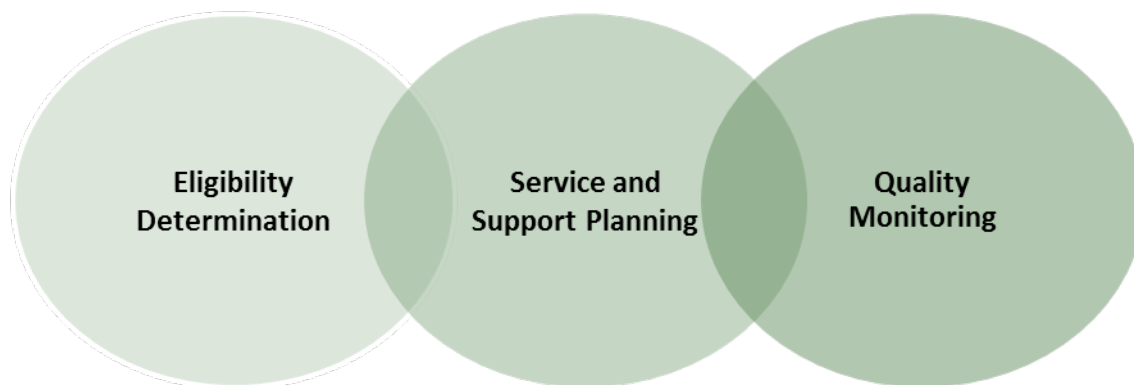 Eligibility
Determination
Service and
Support Planning
Quality
Monitoring